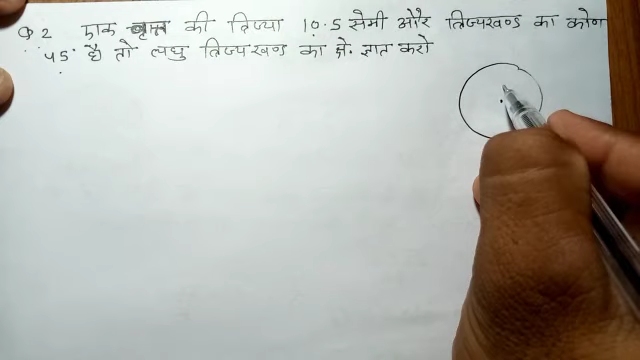 Q 2 एक वृत्त की त्रिज्या 10.5 सेमी और त्रिज्यखण्ड का कोण
45° है तो लघु त्रिज्यखण्ड का क्षे. ज्ञात करो